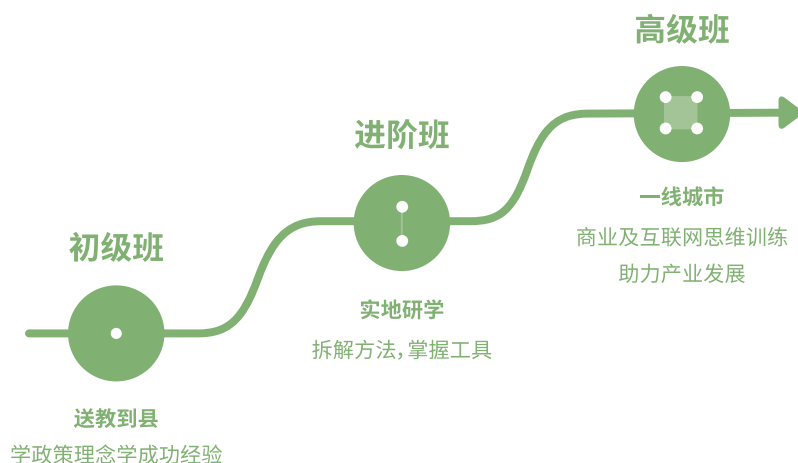 初级班
送教到县
学政策理念学成功经验
进阶班
实地研学
拆解方法，掌握工具
高级班
一线城市
商业及互联网思维训练
助力产业发展